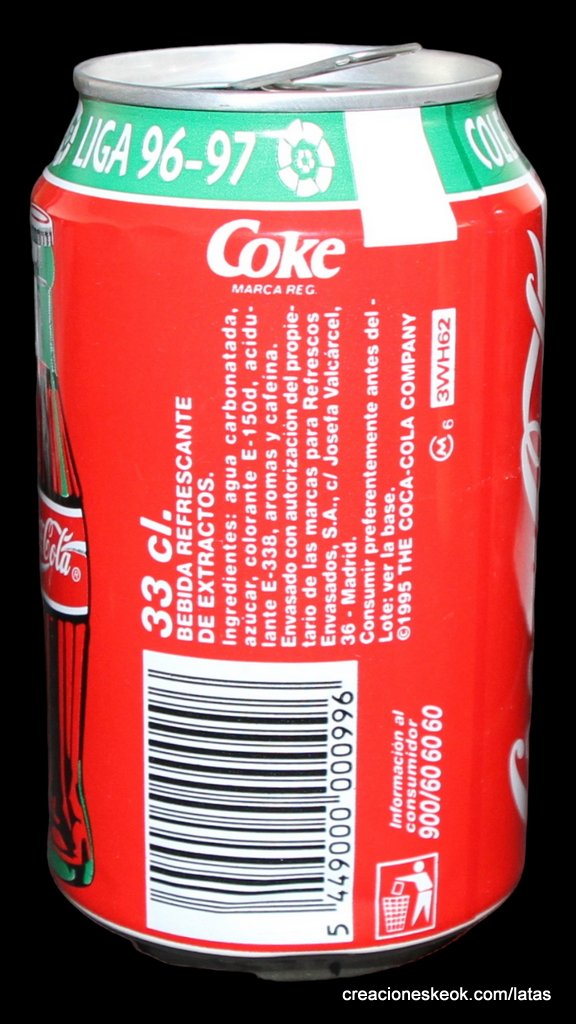 LIGA 96-97
COLE
Coke
MARCA REG.
33 cl.
BEBIDA REFRESCANTE
DE EXTRACTOS.
Ingredientes: agua carbonatada,
azúcar, colorante E-150d, acidu-
lante E-338, aromas y cafeína.
Envasado con autorización del propie-
tario de las marcas para Refrescos
Envasados, S.A., c/ Josefa Valcárcel,
36 - Madrid.
Consumir preferentemente antes del -
Lote: ver la base.
©1995 THE COCA-COLA COMPANY
M 6 3WH62
Cola®
5 449000 000996
Información al
consumidor
900/60 60 60
creacioneskeok.com/latas